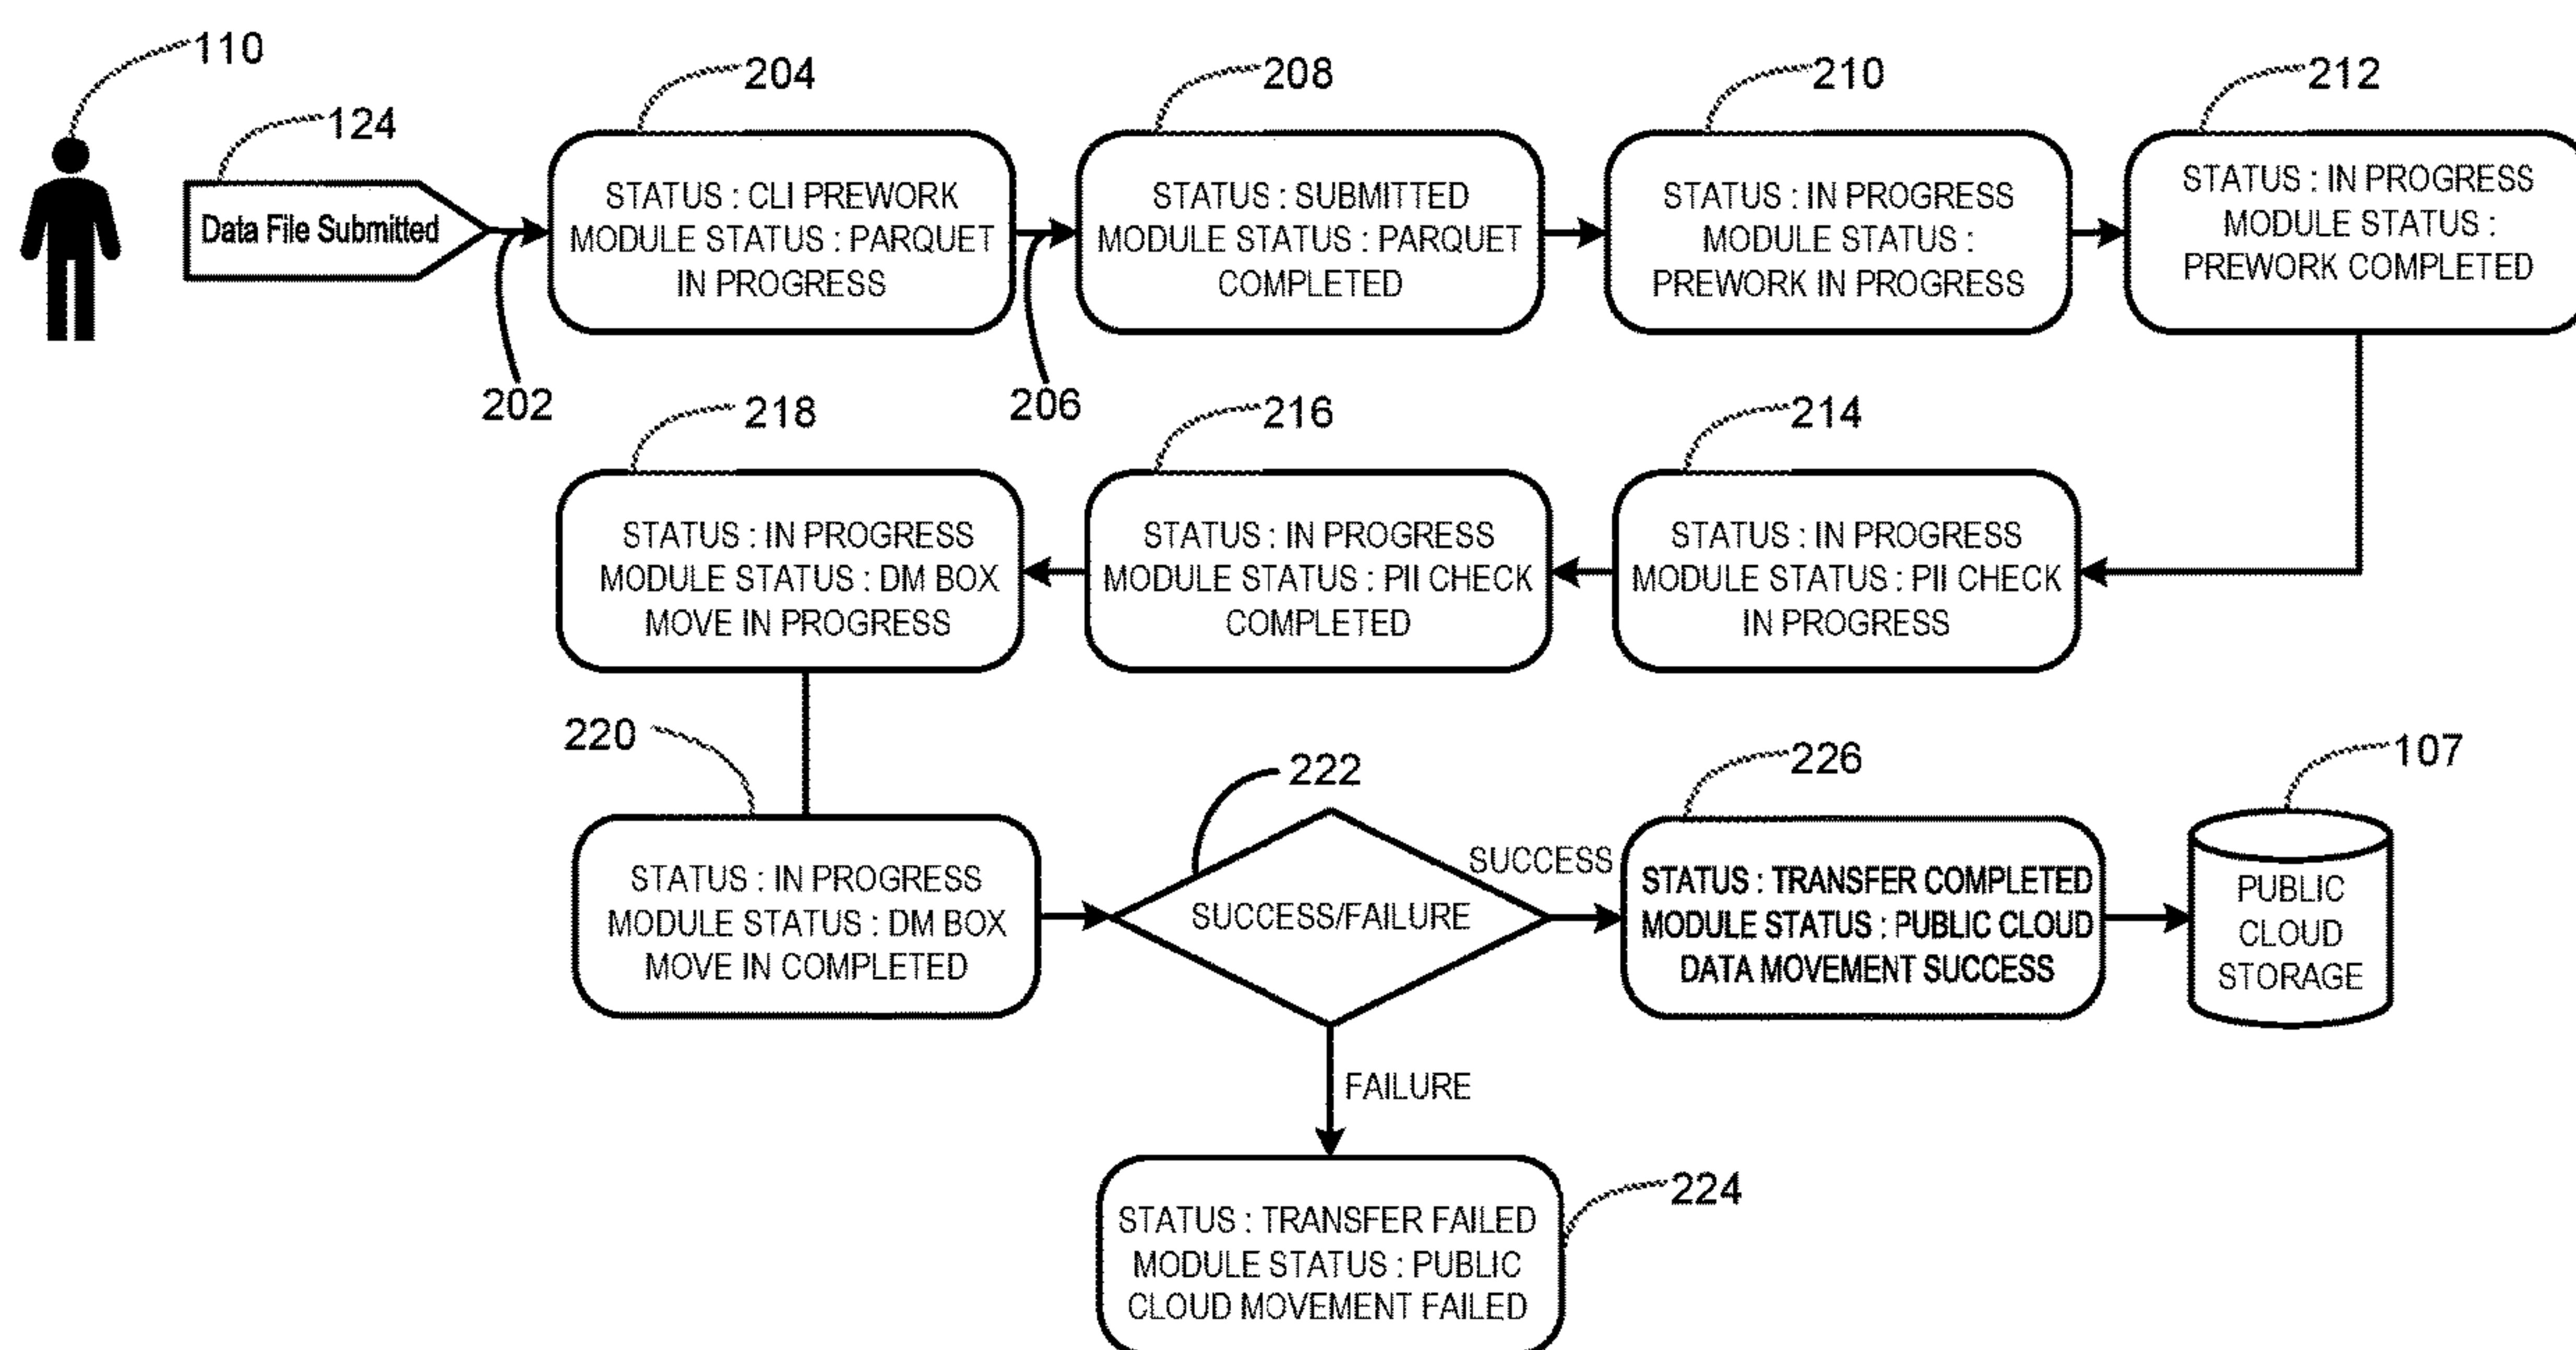 110
204
208
210
212
124
Data File Submitted
STATUS : CLI PREWORK
MODULE STATUS : PARQUET
IN PROGRESS
STATUS : SUBMITTED
MODULE STATUS : PARQUET
COMPLETED
STATUS : IN PROGRESS
MODULE STATUS :
PREWORK IN PROGRESS
STATUS : IN PROGRESS
MODULE STATUS :
PREWORK COMPLETED
202
206
218
216
214
STATUS : IN PROGRESS
MODULE STATUS : DM BOX
MOVE IN PROGRESS
STATUS : IN PROGRESS
MODULE STATUS : PII CHECK
COMPLETED
STATUS : IN PROGRESS
MODULE STATUS : PII CHECK
IN PROGRESS
220
222
226
107
STATUS : IN PROGRESS
MODULE STATUS : DM BOX
MOVE IN COMPLETED
SUCCESS/FAILURE
SUCCESS
STATUS : TRANSFER COMPLETED
MODULE STATUS : PUBLIC CLOUD
DATA MOVEMENT SUCCESS
PUBLIC
CLOUD
STORAGE
FAILURE
224
STATUS : TRANSFER FAILED
MODULE STATUS : PUBLIC
CLOUD MOVEMENT FAILED